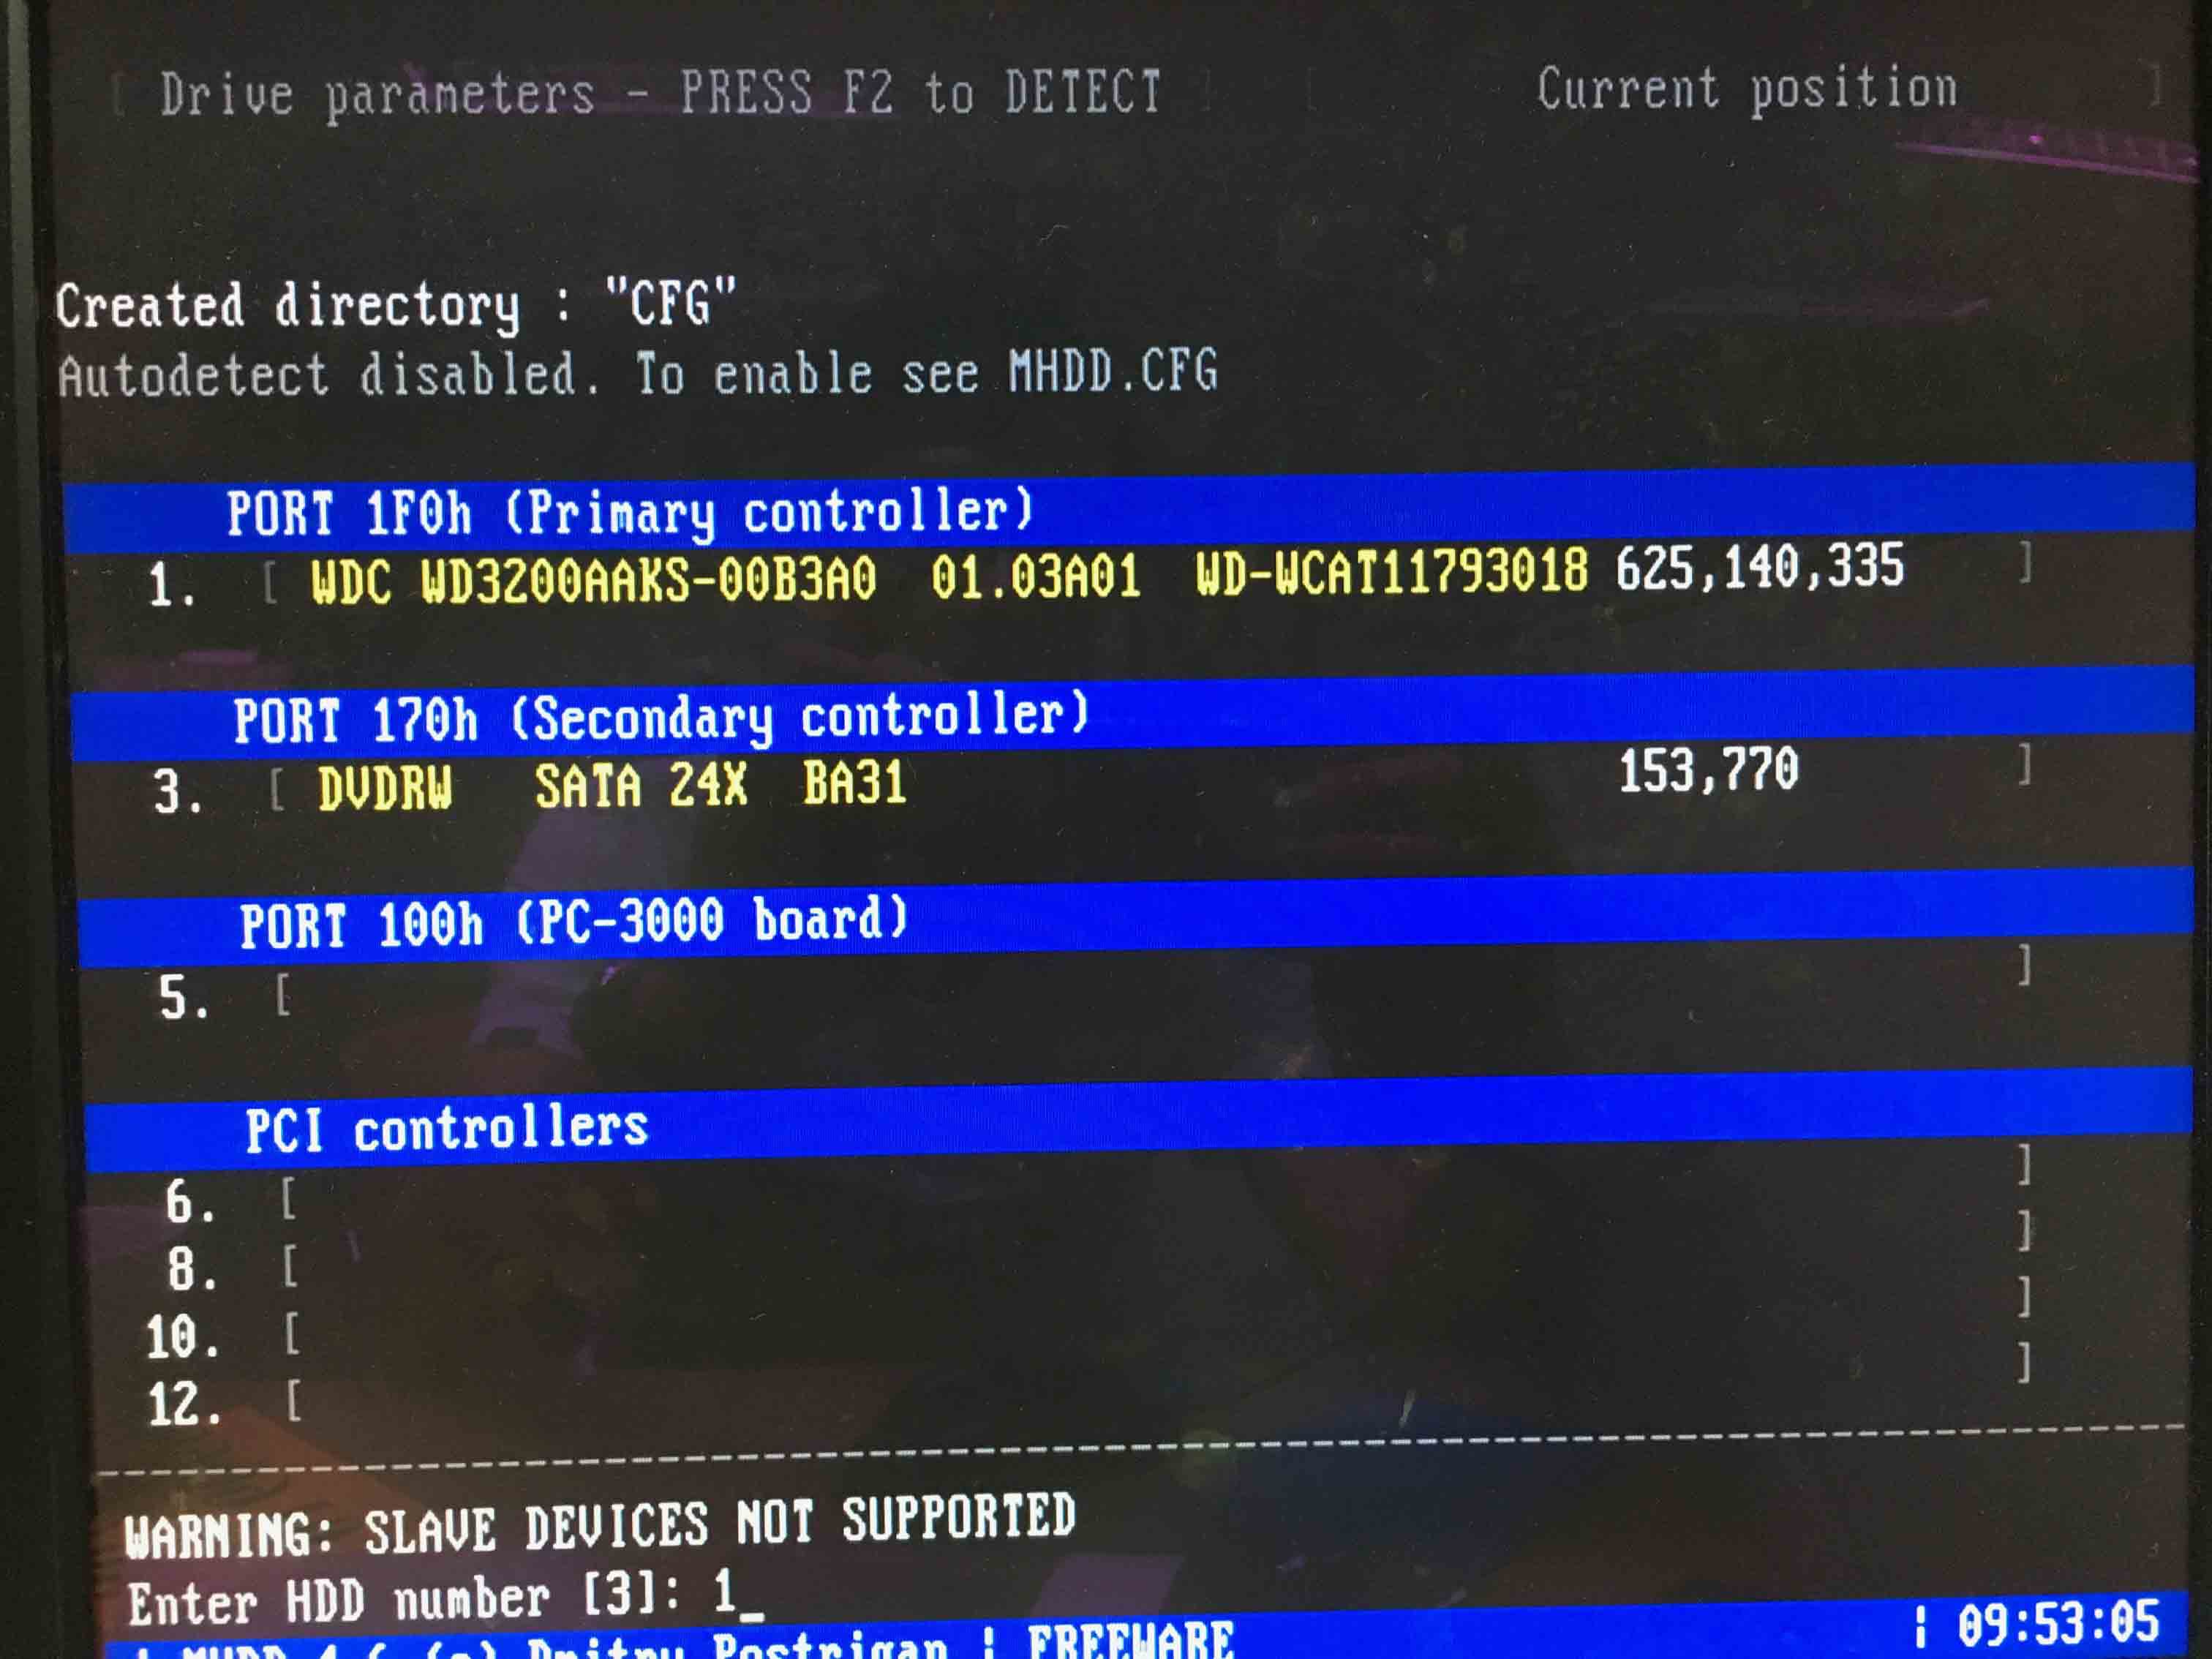 [ Drive parameters - PRESS F2 to DETECT ] [ Current position ]
Created directory : "CFG"
Autodetect disabled. To enable see MHDD.CFG
PORT 1F0h (Primary controller)
1. [ WDC WD3200AAKS-00B3A0 01.03A01 WD-WCAT11793018 625,140,335 ]
PORT 170h (Secondary controller)
3. [ DVDRW SATA 24X BA31 153,770 ]
PORT 100h (PC-3000 board)
5. [ ]
PCI controllers
6. [ ]
8. [ ]
10. [ ]
12. [ ]
WARNING: SLAVE DEVICES NOT SUPPORTED
Enter HDD number [3]: 1_
¦ MHDD 4.6 (c) Dmitry Postrigan ¦ FREEWARE ¦ 09:53:05